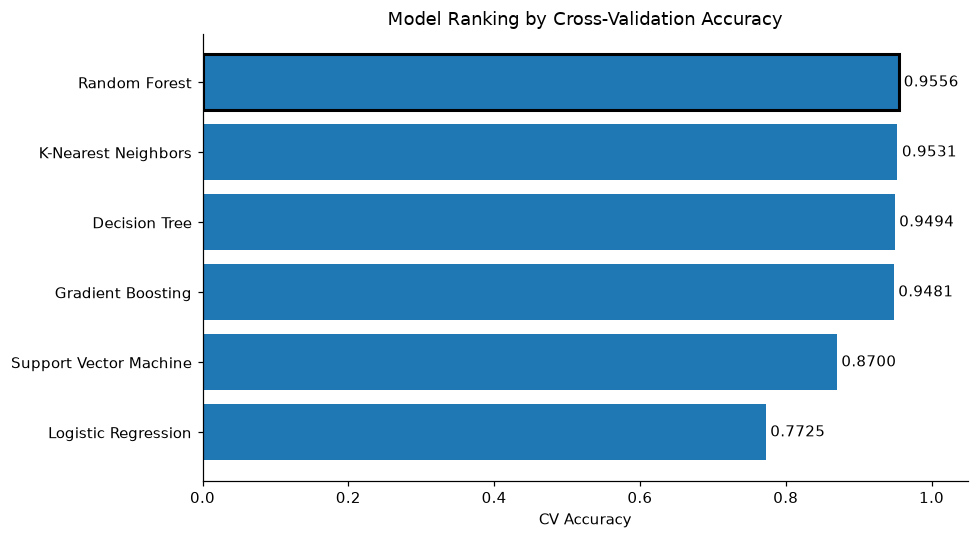 Model Ranking by Cross-Validation Accuracy
Random Forest 0.9556
K-Nearest Neighbors 0.9531
Decision Tree 0.9494
Gradient Boosting 0.9481
Support Vector Machine 0.8700
Logistic Regression 0.7725
0.0 0.2 0.4 0.6 0.8 1.0
CV Accuracy